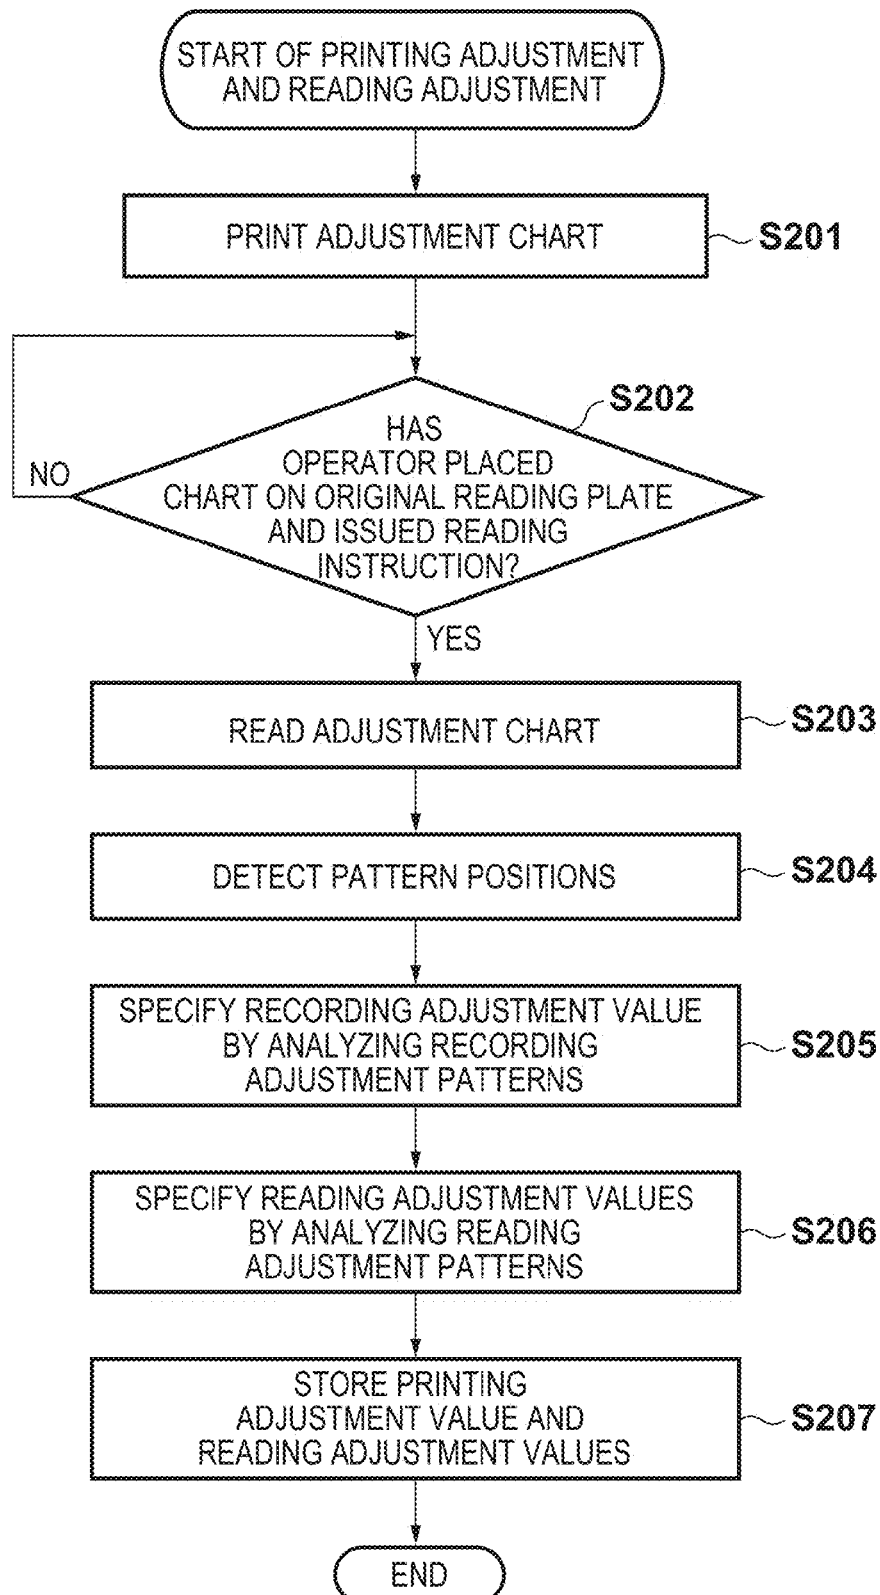 START OF PRINTING ADJUSTMENT
AND READING ADJUSTMENT
PRINT ADJUSTMENT CHART
S201
S202
HAS
OPERATOR PLACED
CHART ON ORIGINAL READING PLATE
AND ISSUED READING
INSTRUCTION?
NO
YES
READ ADJUSTMENT CHART
S203
DETECT PATTERN POSITIONS
S204
SPECIFY RECORDING ADJUSTMENT VALUE
BY ANALYZING RECORDING
ADJUSTMENT PATTERNS
S205
SPECIFY READING ADJUSTMENT VALUES
BY ANALYZING READING
ADJUSTMENT PATTERNS
S206
STORE PRINTING
ADJUSTMENT VALUE AND
READING ADJUSTMENT VALUES
S207
END